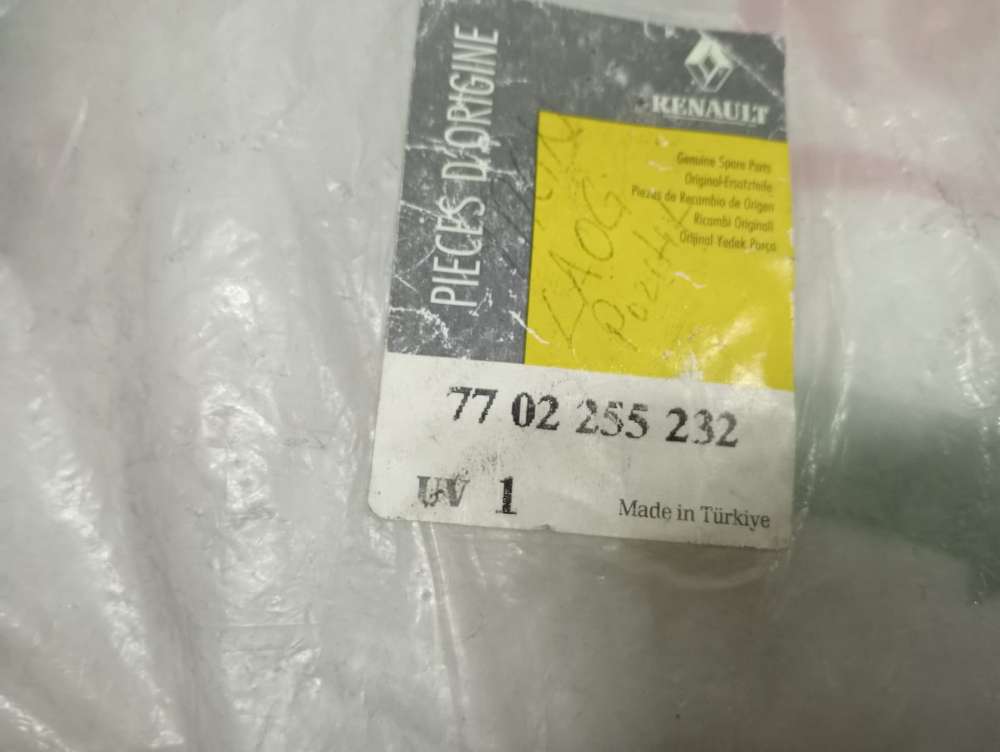 PIECES D'ORIGINE
RENAULT
Genuine Spare Parts
Original-Ersatzteile
Piezas de Recambio de Origen
Ricambi Originali
Orijinal Yedek Parça
77 02 255 232
UV 1
Made in Türkiye